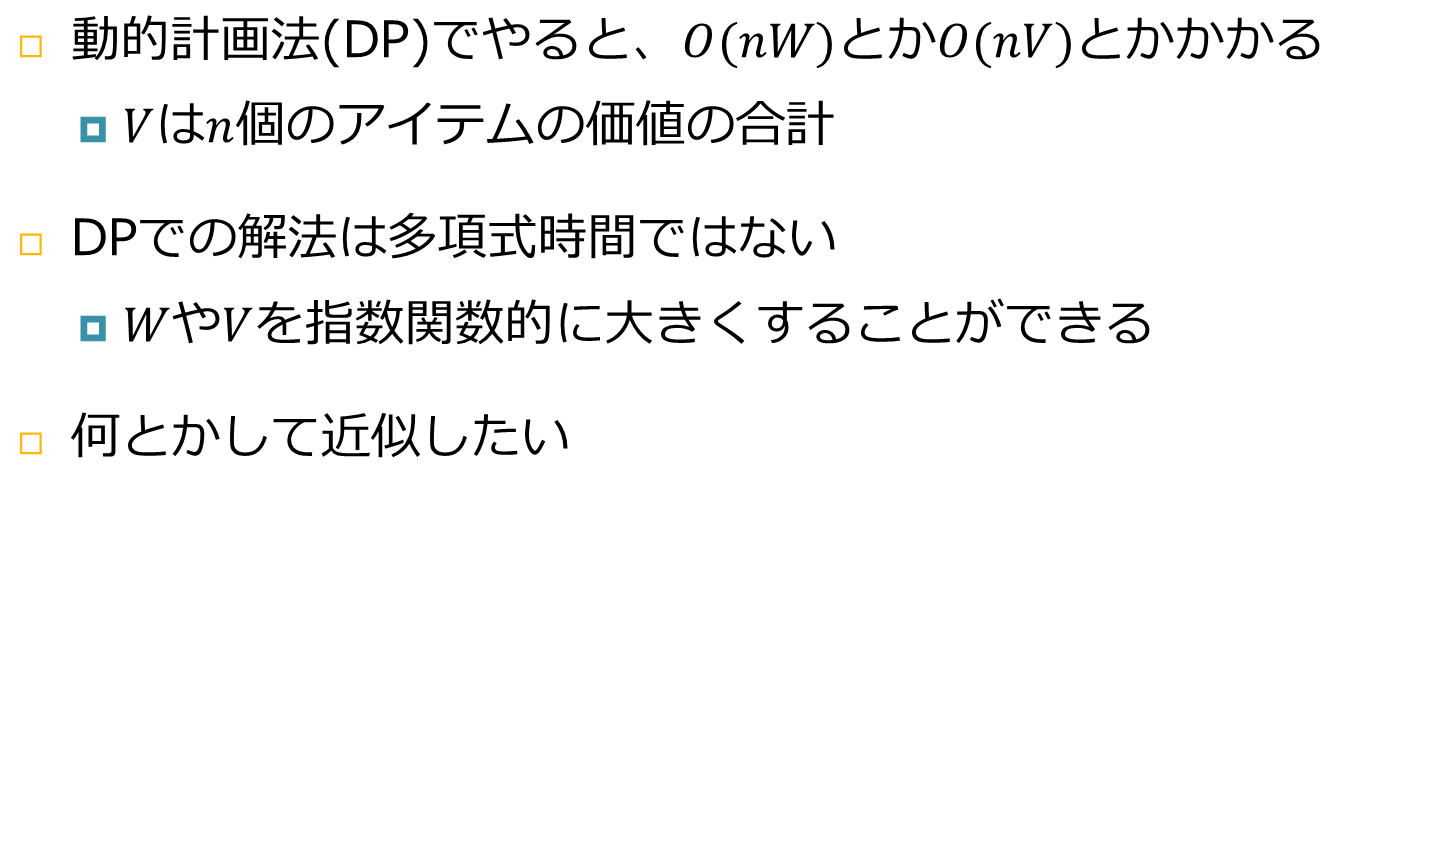 動的計画法(DP)でやると、O(nW)とかO(nV)とかかかる
Vはn個のアイテムの価値の合計
DPでの解法は多項式時間ではない
WやVを指数関数的に大きくすることができる
何とかして近似したい